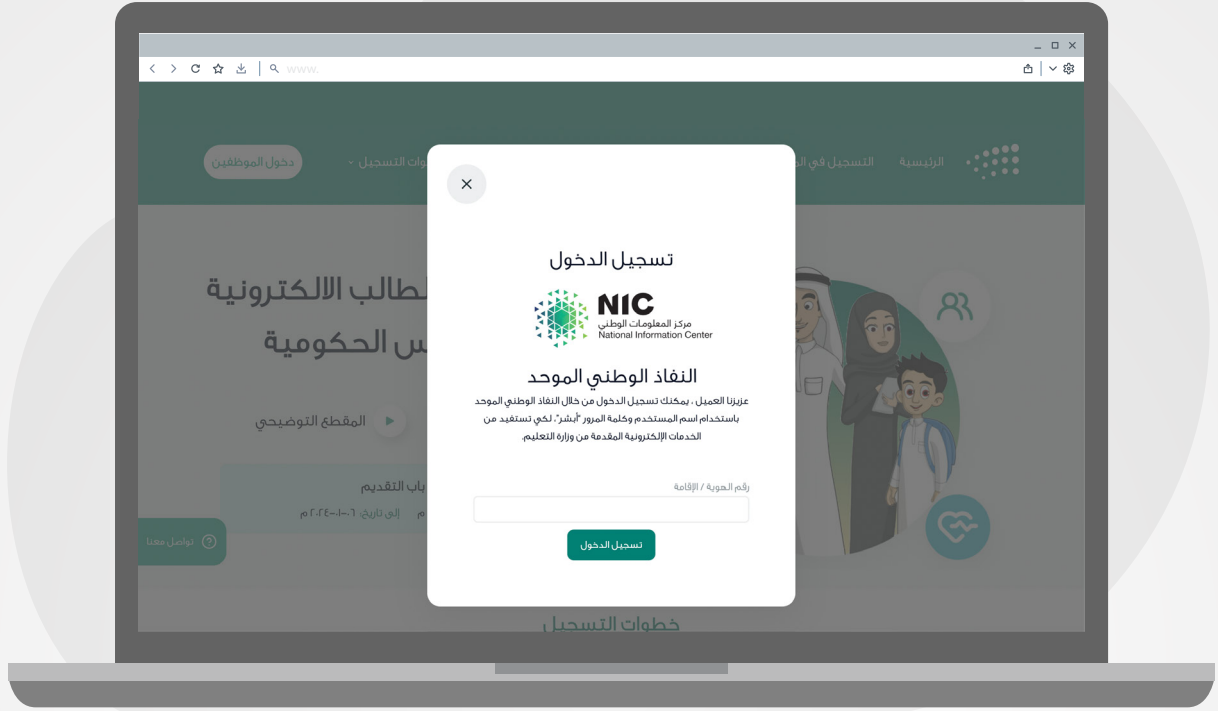 www.
الرئيسية
التسجيل في
التسجيل
دخول الموظفين
الالكترونية
الحكومية
المقطع التوضيحي
باب التقديم
م إلى تاريخ: ٠٦-٠١-٢٠٢٤ م
تواصل معنا
تسجيل الدخول
NIC
مركز المعلومات الوطني
National Information Center
النفاذ الوطني الموحد
عزيزنا العميل ، يمكنك تسجيل الدخول من خلال النفاذ الوطني الموحد
باستخدام اسم المستخدم وكلمة المرور "أبشر"، لكي تستفيد من
الخدمات الإلكترونية المقدمة من وزارة التعليم.
رقم الهوية / الإقامة
تسجيل الدخول
خطوات التسجيل